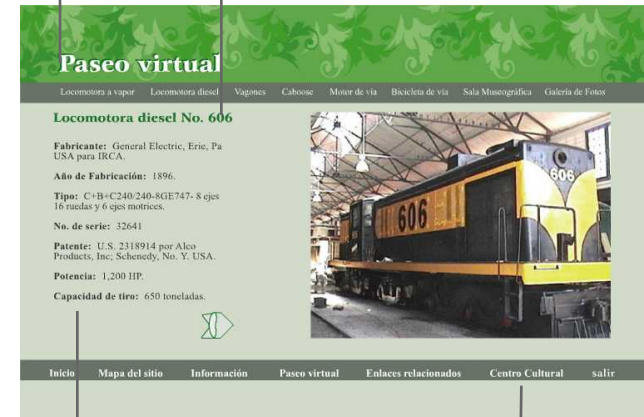 Paseo virtual
Locomotora a vapor Locomotora diesel Vagones Caboose Motor de vía Bicicleta de vía Sala Museográfica Galería de Fotos
Locomotora diesel No. 606
Fabricante: General Electric, Erie, Pa
USA para IRCA.
Año de Fabricación: 1896.
Tipo: C+B+C240/240-8GE747- 8 ejes
16 ruedas y 6 ejes motrices.
No. de serie: 32641
Patente: U.S. 2318914 por Alco
Products, Inc; Schenedy, No. Y. USA.
Potencia: 1,200 HP.
Capacidad de tiro: 650 toneladas.
606
606
Inicio Mapa del sitio Información Paseo virtual Enlaces relacionados Centro Cultural salir